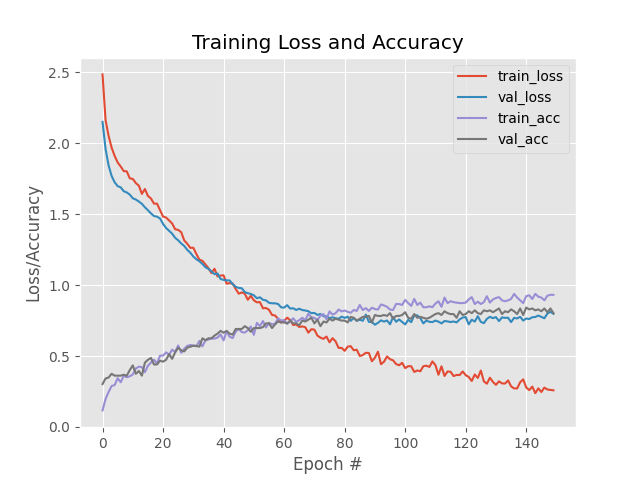 Training Loss and Accuracy
train_loss
val_loss
train_acc
val_acc
Loss/Accuracy
2.5
2.0
1.5
1.0
0.5
0.0
0 20 40 60 80 100 120 140
Epoch #